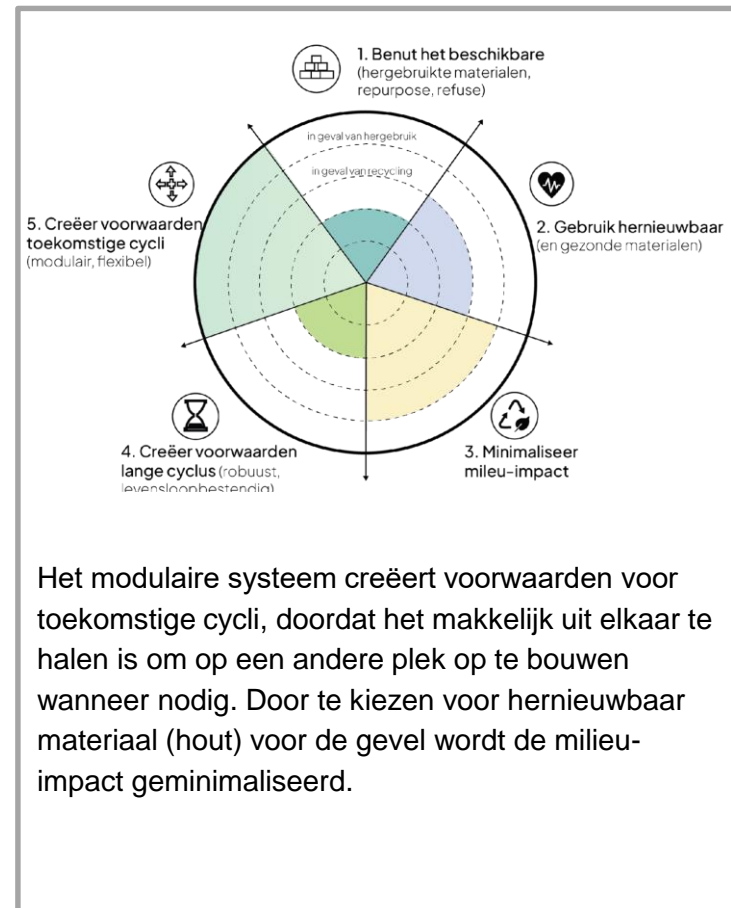 1. Benut het beschikbare
(hergebruikte materialen,
repurpose, refuse)
in geval van hergebruik
in geval van recycling
5. Creëer voorwaarden
toekomstige cycli
(modulair, flexibel)
2. Gebruik hernieuwbaar
(en gezonde materialen)
4. Creëer voorwaarden
lange cyclus (robuust,
levensloopbestendig)
3. Minimaliseer
mileu-impact
Het modulaire systeem creëert voorwaarden voor
toekomstige cycli, doordat het makkelijk uit elkaar te
halen is om op een andere plek op te bouwen
wanneer nodig. Door te kiezen voor hernieuwbaar
materiaal (hout) voor de gevel wordt de milieu-
impact geminimaliseerd.